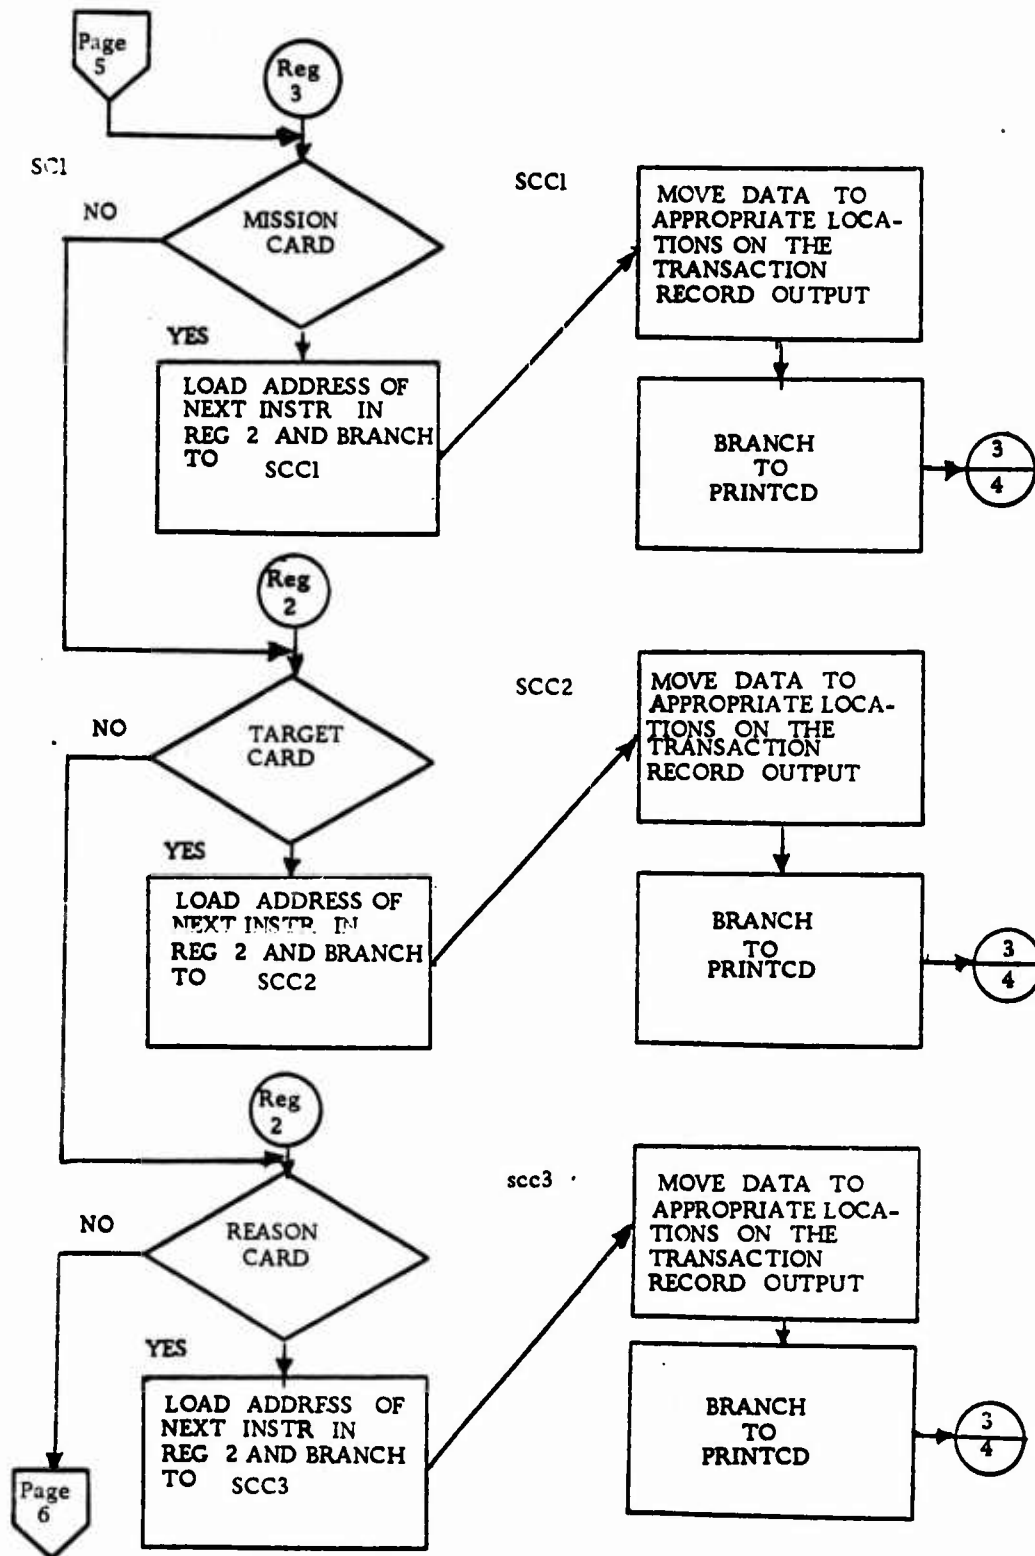 Page
5
Reg
3
SC1
NO
MISSION
CARD
YES
LOAD ADDRESS OF
NEXT INSTR IN
REG 2 AND BRANCH
TO SCC1
SCC1
MOVE DATA TO
APPROPRIATE LOCA-
TIONS ON THE
TRANSACTION
RECORD OUTPUT
BRANCH
TO
PRINTCD
3
4
Reg
2
NO
TARGET
CARD
YES
LOAD ADDRESS OF
NEXT INSTR IN
REG 2 AND BRANCH
TO SCC2
SCC2
MOVE DATA TO
APPROPRIATE LOCA-
TIONS ON THE
TRANSACTION
RECORD OUTPUT
BRANCH
TO
PRINTCD
3
4
Reg
2
NO
REASON
CARD
YES
LOAD ADDRESS OF
NEXT INSTR IN
REG 2 AND BRANCH
TO SCC3
scc3
MOVE DATA TO
APPROPRIATE LOCA-
TIONS ON THE
TRANSACTION
RECORD OUTPUT
BRANCH
TO
PRINTCD
3
4
Page
6